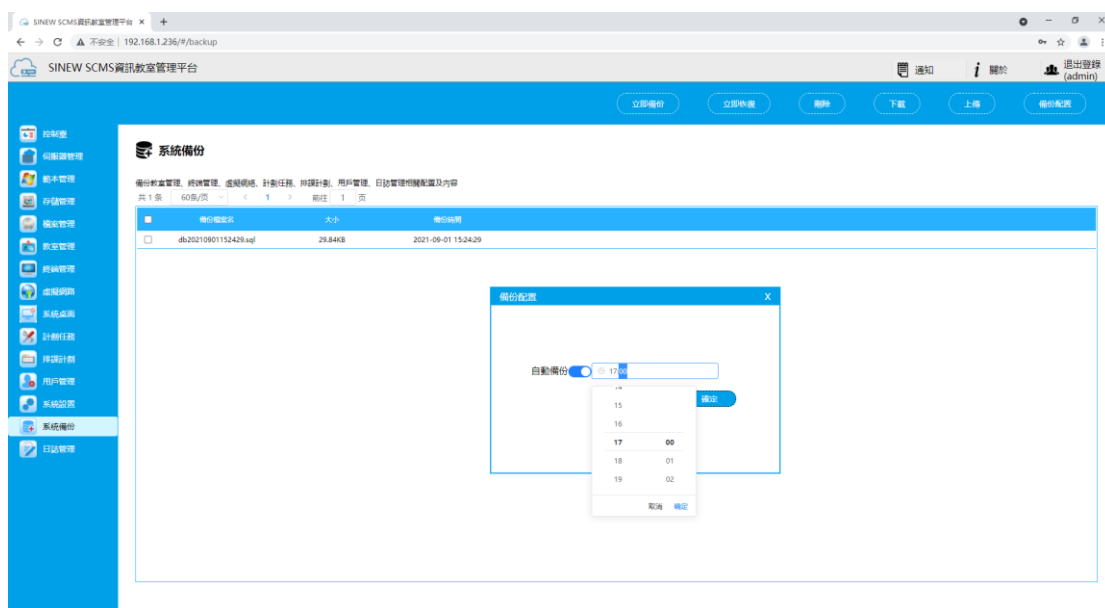 SINEW SCMS資訊教室管理平台
不安全 | 192.168.1.236/#/backup
SINEW SCMS資訊教室管理平台
通知
關於
退出登錄
(admin)
立即備份
立即恢復
刪除
下載
上傳
備份配置
控制臺
伺服器管理
範本管理
存儲管理
檔案管理
教室管理
終端管理
虛擬網路
系統桌面
計劃任務
排課計劃
用戶管理
系統設置
系統備份
日誌管理
系統備份
備份教室管理、終端管理、虛擬網絡、計劃任務、排課計劃、用戶管理、日誌管理相關配置及內容
共 1 条 60条/页 < 1 > 前往 1 页
備份檔案名 大小 備份時間
db20210901152429.sql 29.84KB 2021-09-01 15:24:29
備份配置 X
自動備份 17:00
確定
14
15
16
17 00
18 01
19 02
取消 确定